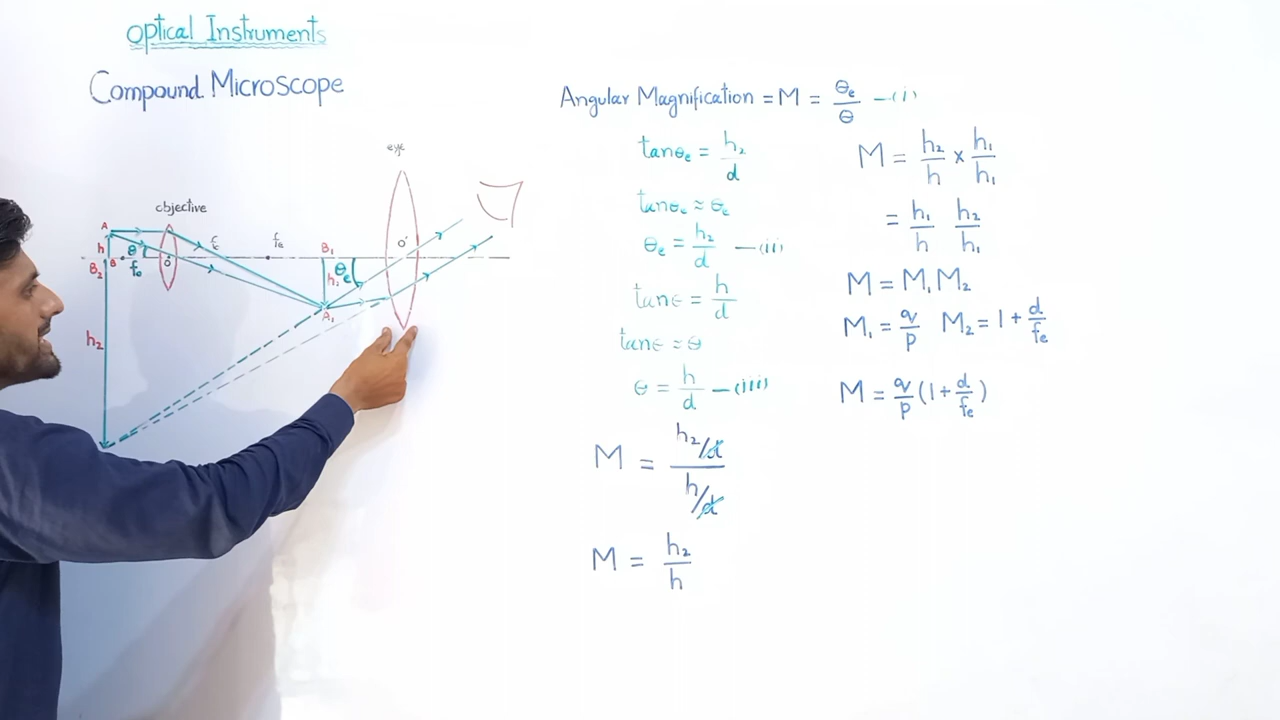 Optical Instruments
Compound Microscope
eye
objective
A
h
θ
B
B₂
fₒ
O
fₒ
fₑ
B₁
h₁
θₑ
A₁
O'
h₂
Angular Magnification = M = θₑ/θ —(i)
tanθₑ = h₂/d
tanθₑ ≈ θₑ
θₑ = h₂/d —(ii)
tanθ = h/d
tanθ ≈ θ
θ = h/d —(iii)
M = (h₂/d)/(h/d)
M = h₂/h
M = h₂/h × h₁/h₁
= h₁/h h₂/h₁
M = M₁M₂
M₁ = q/p M₂ = 1 + d/fₑ
M = q/p (1 + d/fₑ)